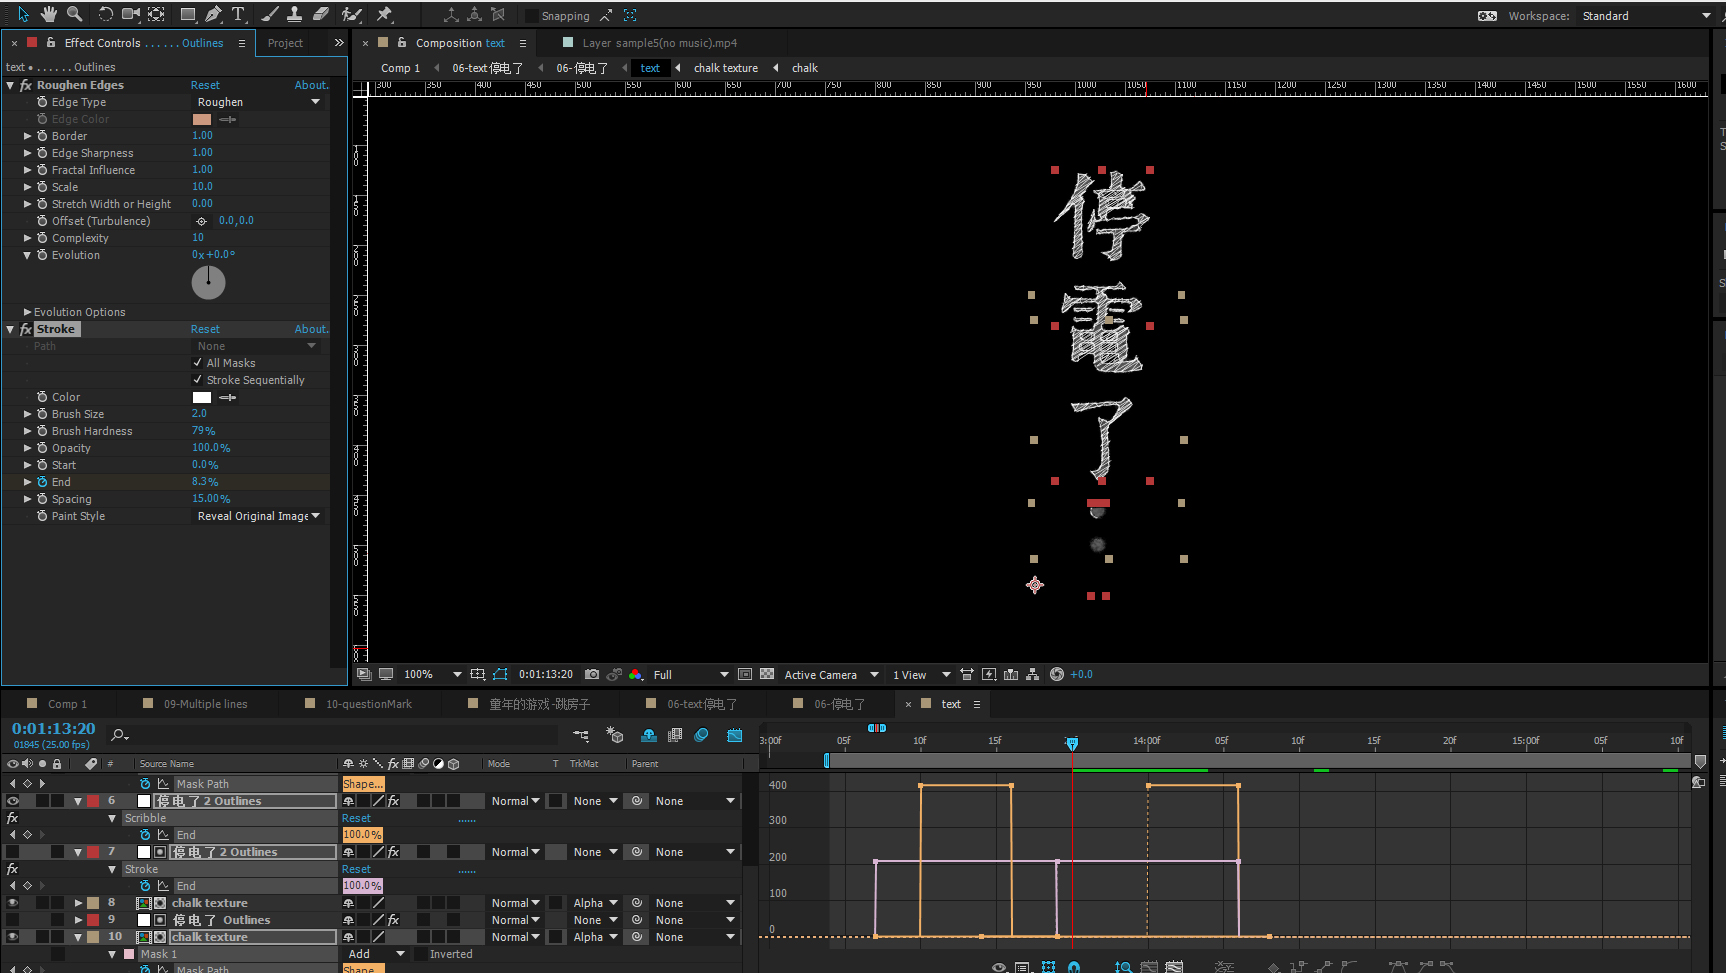 Snapping
Workspace: Standard
Effect Controls . . . . . . Outlines
Project
Composition text
Layer sample5(no music).mp4
text • . . . . . . Outlines
Comp 1 06-text停电了 06-停电了 text chalk texture chalk
fx Roughen Edges Reset About.
Edge Type Roughen
Edge Color
Border 1.00
Edge Sharpness 1.00
Fractal Influence 1.00
Scale 10.0
Stretch Width or Height 0.00
Offset (Turbulence) 0.0,0.0
Complexity 10
Evolution 0x+0.0°
Evolution Options
fx Stroke Reset About.
Path None
All Masks
Stroke Sequentially
Color
Brush Size 2.0
Brush Hardness 79%
Opacity 100.0%
Start 0.0%
End 8.3%
Spacing 15.00%
Paint Style Reveal Original Image
300 350 400 450 500 550 600 650 700 750 800 850 900 950 1000 1050 1100 1150 1200 1250 1300 1350 1400 1450 1500 1550 1600
停
電
了
100% 0:01:13:20 Full Active Camera 1 View +0.0
Comp 1 09-Multiple lines 10-questionMark 童年的游戏-跳房子 06-text停电了 06-停电了 text
0:01:13:20
01845 (25.00 fps)
3:00f 05f 10f 15f 14:00f 05f 10f 15f 20f 15:00f 05f 10f
# Source Name fx Mode T TrkMat Parent
Mask Path Shape...
6 停电了 2 Outlines fx Normal None None
fx Scribble Reset ......
End 100.0%
7 停电了 2 Outlines fx Normal None None
fx Stroke Reset ......
End 100.0%
8 chalk texture Normal Alpha None
9 停电了 Outlines fx Normal None None
10 chalk texture Normal Alpha None
Mask 1 Add Inverted
Mask Path Shape
400
300
200
100
0